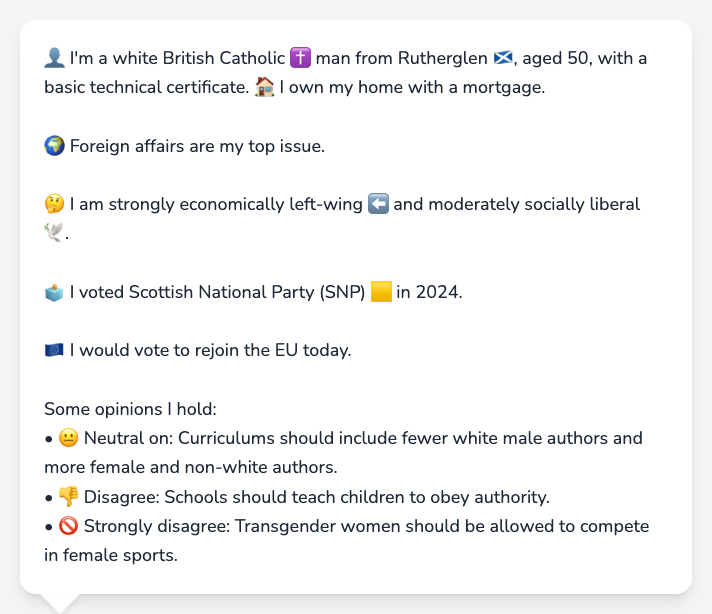 👤 I'm a white British Catholic ✝️ man from Rutherglen 🏴󠁧󠁢󠁳󠁣󠁴󠁿, aged 50, with a
basic technical certificate. 🏠 I own my home with a mortgage.
🌍 Foreign affairs are my top issue.
🤔 I am strongly economically left-wing ⬅️ and moderately socially liberal
🕊️.
🗳️ I voted Scottish National Party (SNP) 🟨 in 2024.
🇪🇺 I would vote to rejoin the EU today.
Some opinions I hold:
• 😐 Neutral on: Curriculums should include fewer white male authors and
more female and non-white authors.
• 👎 Disagree: Schools should teach children to obey authority.
• 🚫 Strongly disagree: Transgender women should be allowed to compete
in female sports.